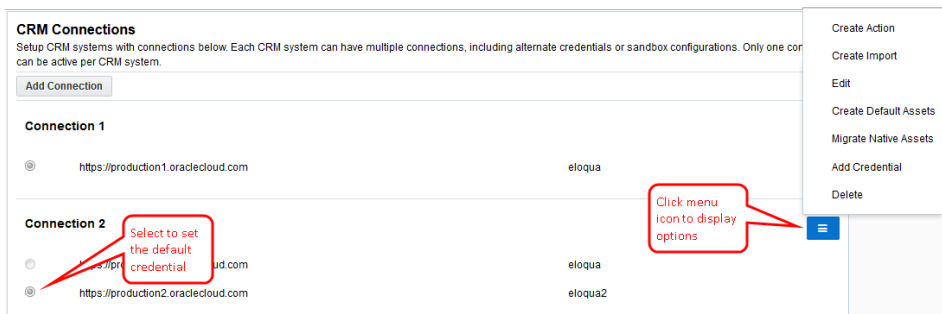 CRM Connections
Setup CRM systems with connections below. Each CRM system can have multiple connections, including alternate credentials or sandbox configurations. Only one
can be active per CRM system.
Add Connection
Connection 1
https://production1.oraclecloud.com eloqua
Connection 2
eloqua
https://production2.oraclecloud.com eloqua2
Select to set
the default
credential
Click menu
icon to display
options
Create Action
Create Import
Edit
Create Default Assets
Migrate Native Assets
Add Credential
Delete